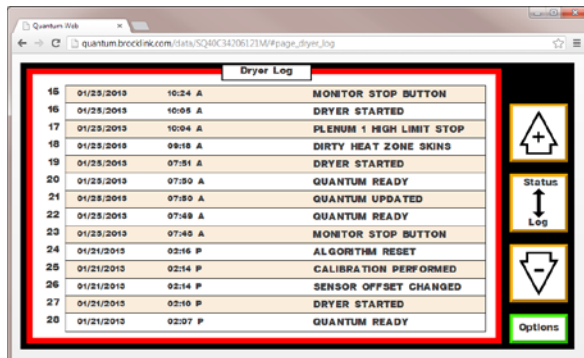 Quantum Web
quantum.brocklink.com/data/SQ40C34206121M/#page_dryer_log
Dryer Log
15 01/25/2013 10:24 A MONITOR STOP BUTTON
16 01/25/2013 10:05 A DRYER STARTED
17 01/25/2013 10:04 A PLENUM 1 HIGH LIMIT STOP
18 01/25/2013 09:18 A DIRTY HEAT ZONE SKINS
19 01/25/2013 07:51 A DRYER STARTED
20 01/25/2013 07:50 A QUANTUM READY
21 01/25/2013 07:50 A QUANTUM UPDATED
22 01/25/2013 07:49 A QUANTUM READY
23 01/25/2013 07:45 A MONITOR STOP BUTTON
24 01/21/2013 02:16 P ALGORITHM RESET
25 01/21/2013 02:14 P CALIBRATION PERFORMED
26 01/21/2013 02:14 P SENSOR OFFSET CHANGED
27 01/21/2013 02:10 P DRYER STARTED
28 01/21/2013 02:07 P QUANTUM READY
+
Status
Log
-
Options